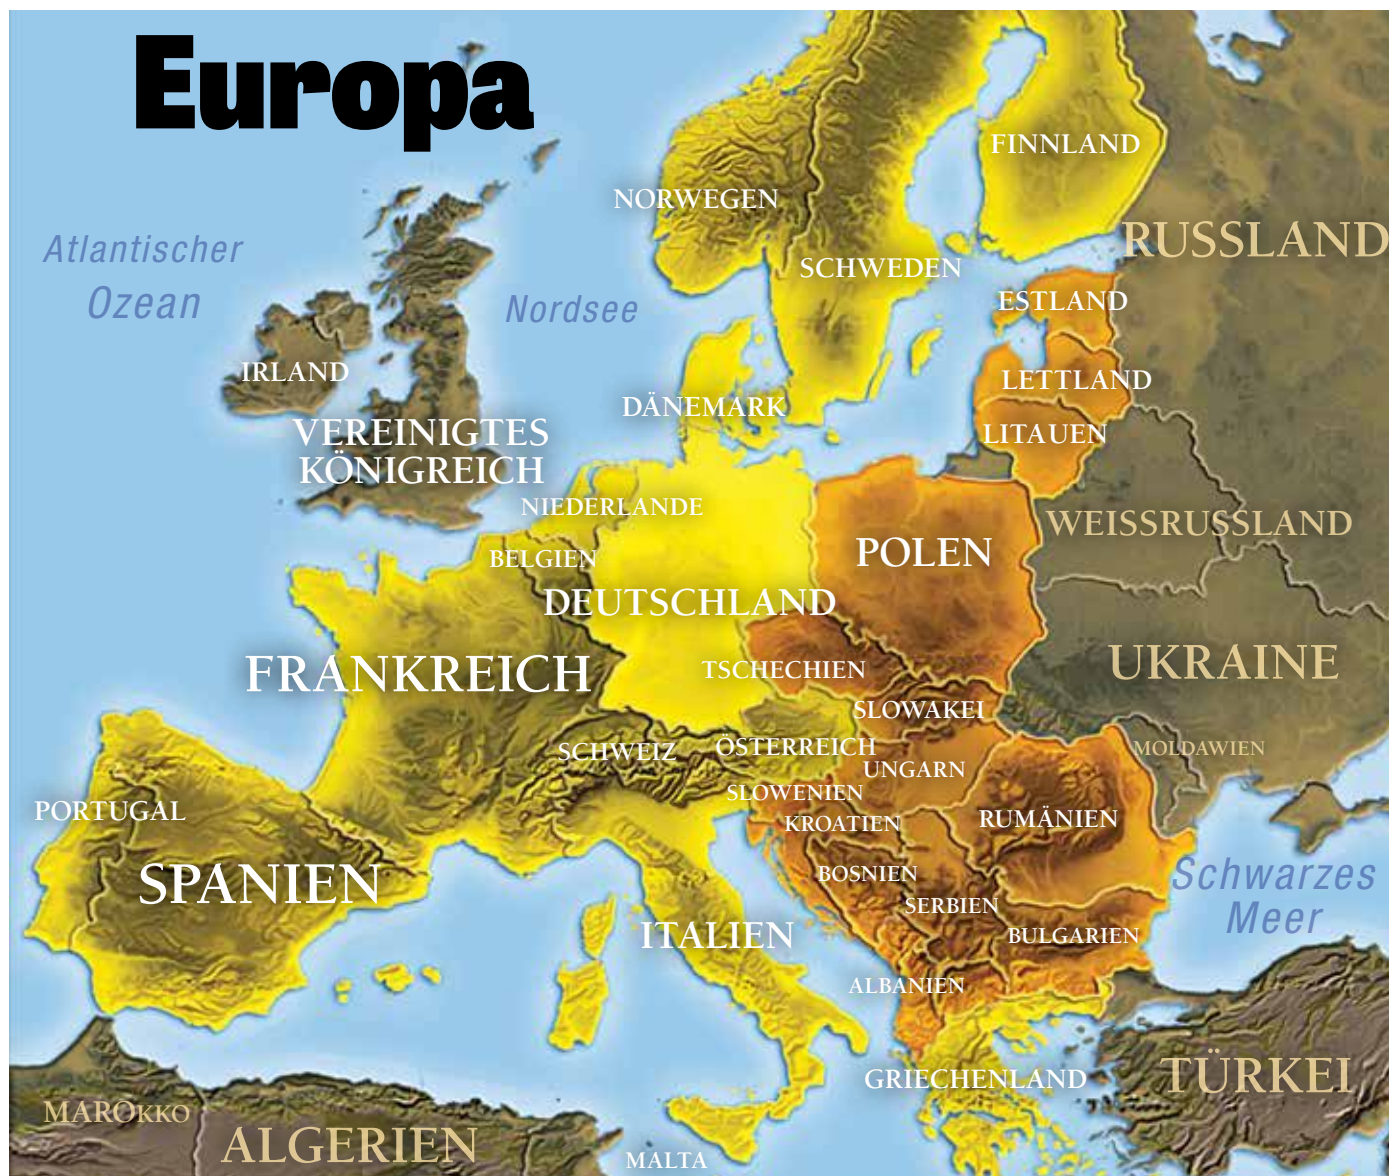 Europa
FINNLAND
NORWEGEN
RUSSLAND
Atlantischer
Ozean
SCHWEDEN
Nordsee
ESTLAND
IRLAND
LETTLAND
DÄNEMARK
VEREINIGTES
KÖNIGREICH
LITAUEN
NIEDERLANDE
WEISSRUSSLAND
BELGIEN
POLEN
DEUTSCHLAND
FRANKREICH
TSCHECHIEN
UKRAINE
SLOWAKEI
SCHWEIZ
ÖSTERREICH
MOLDAWIEN
UNGARN
SLOWENIEN
PORTUGAL
KROATIEN
RUMÄNIEN
SPANIEN
BOSNIEN
Schwarzes
Meer
SERBIEN
ITALIEN
BULGARIEN
ALBANIEN
GRIECHENLAND
TÜRKEI
MAROKKO
ALGERIEN
MALTA